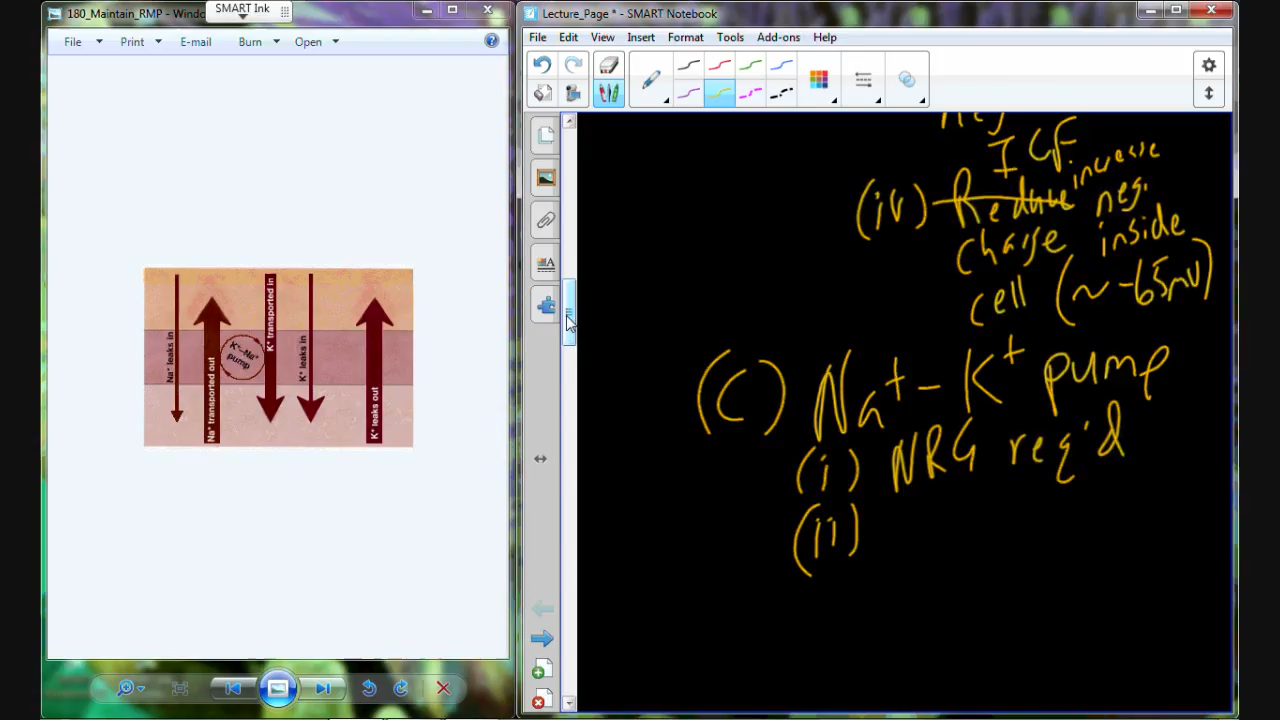 180_Maintain_RMP - Windo
SMART Ink
File
Print
E-mail
Burn
Open
Na⁺ leaks in
Na⁺ transported out
K⁺-Na⁺
pump
K⁺ transported in
K⁺ leaks in
K⁺ leaks out
Lecture_Page * - SMART Notebook
File Edit View Insert Format Tools Add-ons Help
ICF
(iv) Reduce increase
neg.
charge inside
cell (~ -65mV)
(C) Na⁺ - K⁺ pump
(i) NRG req'd
(ii)